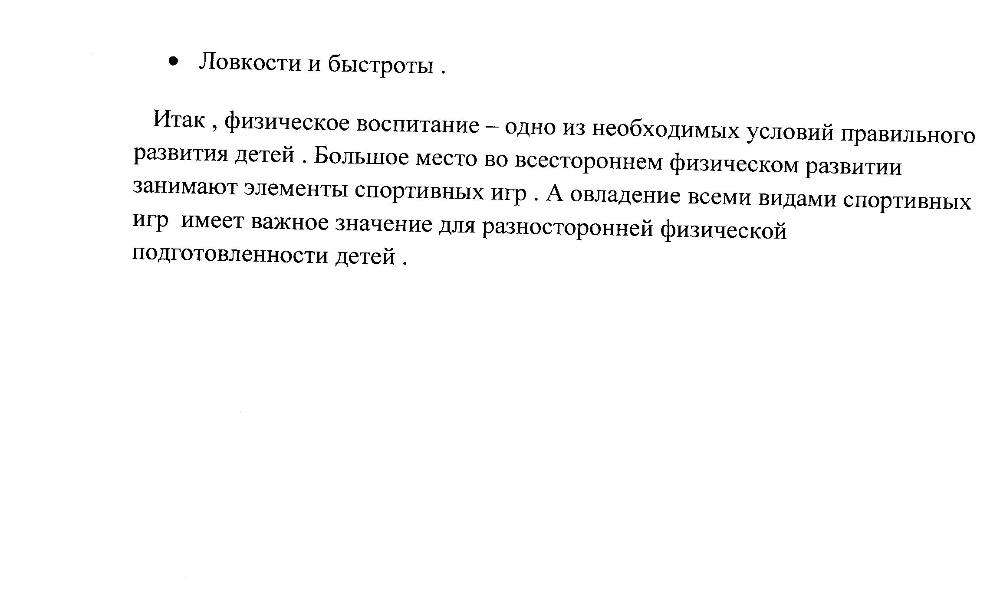 • Ловкости и быстроты .
Итак , физическое воспитание – одно из необходимых условий правильного
развития детей . Большое место во всестороннем физическом развитии
занимают элементы спортивных игр . А овладение всеми видами спортивных
игр  имеет важное значение для разносторонней физической
подготовленности детей .